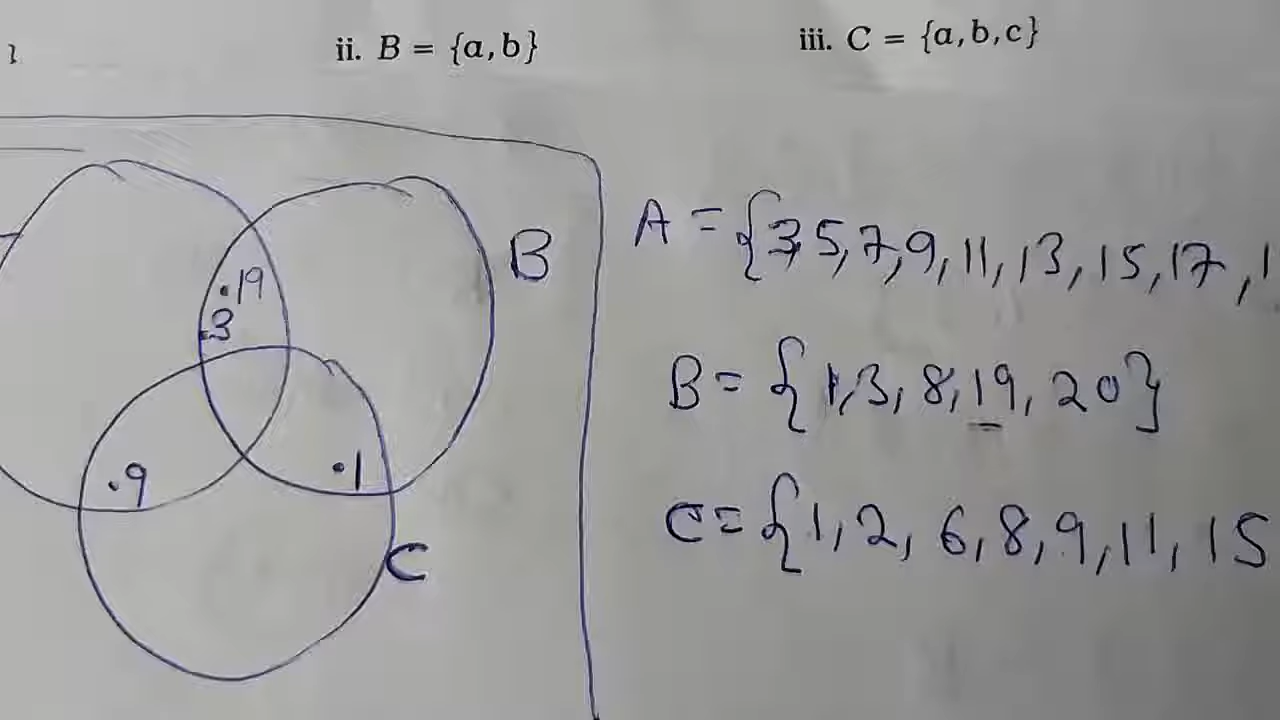 }
ii. B = {a, b}
iii. C = {a, b, c}
B
.19
.3
.9
.1
C
A = {3, 5, 7, 9, 11, 13, 15, 17, 1
B = {1, 3, 8, 19, 20}
C = {1, 2, 6, 8, 9, 11, 15